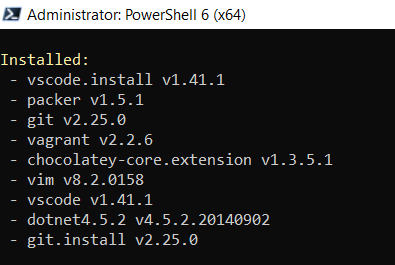 Administrator: PowerShell 6 (x64)
Installed:
- vscode.install v1.41.1
- packer v1.5.1
- git v2.25.0
- vagrant v2.2.6
- chocolatey-core.extension v1.3.5.1
- vim v8.2.0158
- vscode v1.41.1
- dotnet4.5.2 v4.5.2.20140902
- git.install v2.25.0